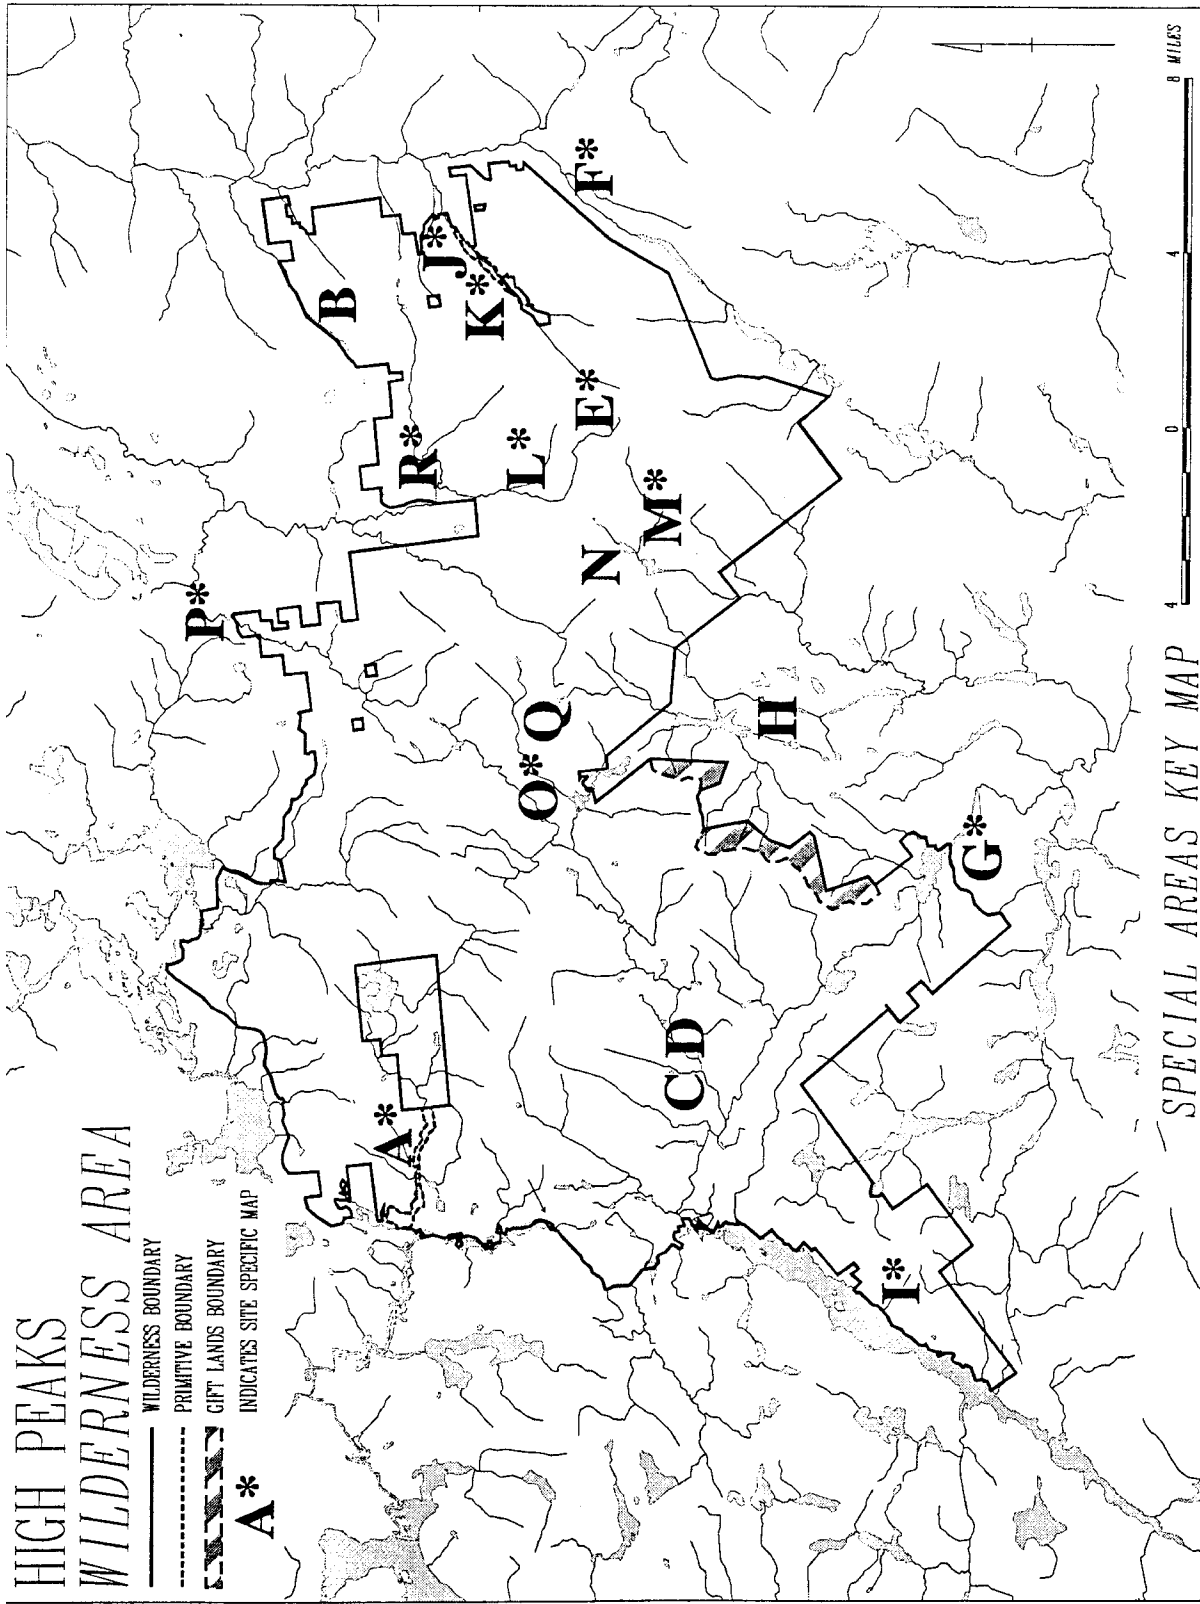 HIGH PEAKS
WILDERNESS AREA
WILDERNESS BOUNDARY
PRIMITIVE BOUNDARY
GIFT LANDS BOUNDARY
A* INDICATES SITE SPECIFIC MAP
P*
B
R*
J*
A*
K*
L*
O*
Q
E*
F*
N
M*
C D
H
I*
G*
4 0 4 8 MILES
SPECIAL AREAS KEY MAP